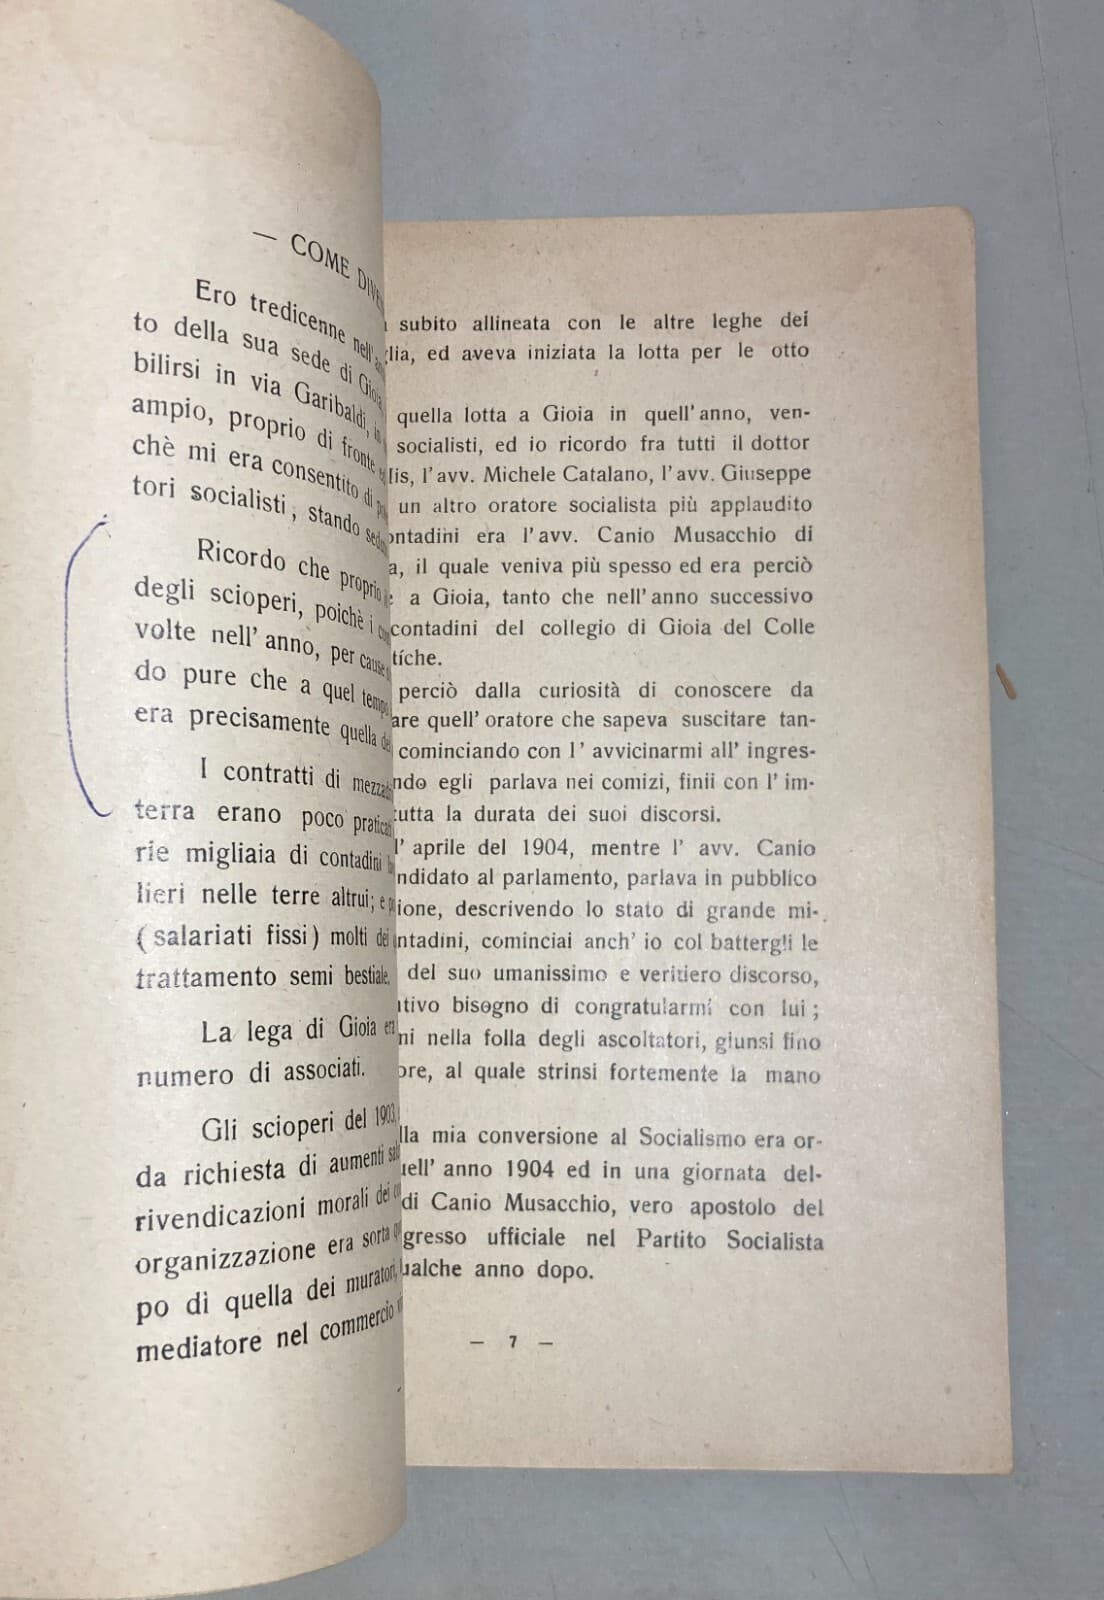 — COME
Ero tredicenne nell'
to della sua sede di Gioia
bilirsi in via Garibaldi, in
ampio, proprio di fronte
chè mi era consentito di
tori socialisti, stando
Ricordo che proprio
degli scioperi, poichè i
volte nell' anno, per cause
do pure che a quel tempo
era precisamente quella
I contratti di
terra erano poco
rie migliaia di contadini
lieri nelle terre altrui; e
(salariati fissi) molti dei
trattamento semi bestiale.
La lega di Gioia era
numero di associati.
Gli scioperi del 1903,
da richiesta di aumenti
rivendicazioni morali dei
organizzazione era sorta
po di quella dei muratori,
mediatore nel commercio
subito allineata con le altre leghe dei
glia, ed aveva iniziata la lotta per le otto
quella lotta a Gioia in quell'anno, ven-
socialisti, ed io ricordo fra tutti il dottor
lis, l'avv. Michele Catalano, l'avv. Giuseppe
un altro oratore socialista più applaudito
ontadini era l'avv. Canio Musacchio di
a, il quale veniva più spesso ed era perciò
e a Gioia, tanto che nell'anno successivo
contadini del collegio di Gioia del Colle
tiche.
perciò dalla curiosità di conoscere da
are quell' oratore che sapeva suscitare tan-
cominciando con l' avvicinarmi all' ingres-
ndo egli parlava nei comizi, finii con l' im-
tutta la durata dei suoi discorsi.
l' aprile del 1904, mentre l' avv. Canio
ndidato al parlamento, parlava in pubblico
ione, descrivendo lo stato di grande mi-
ntadini, cominciai anch' io col battergli le
del suo umanissimo e veritiero discorso,
itivo bisogno di congratularmi con lui;
ni nella folla degli ascoltatori, giunsi fino
ore, al quale strinsi fortemente la mano
lla mia conversione al Socialismo era or-
uell' anno 1904 ed in una giornata del-
di Canio Musacchio, vero apostolo del
gresso ufficiale nel Partito Socialista
ualche anno dopo.
— 7 —